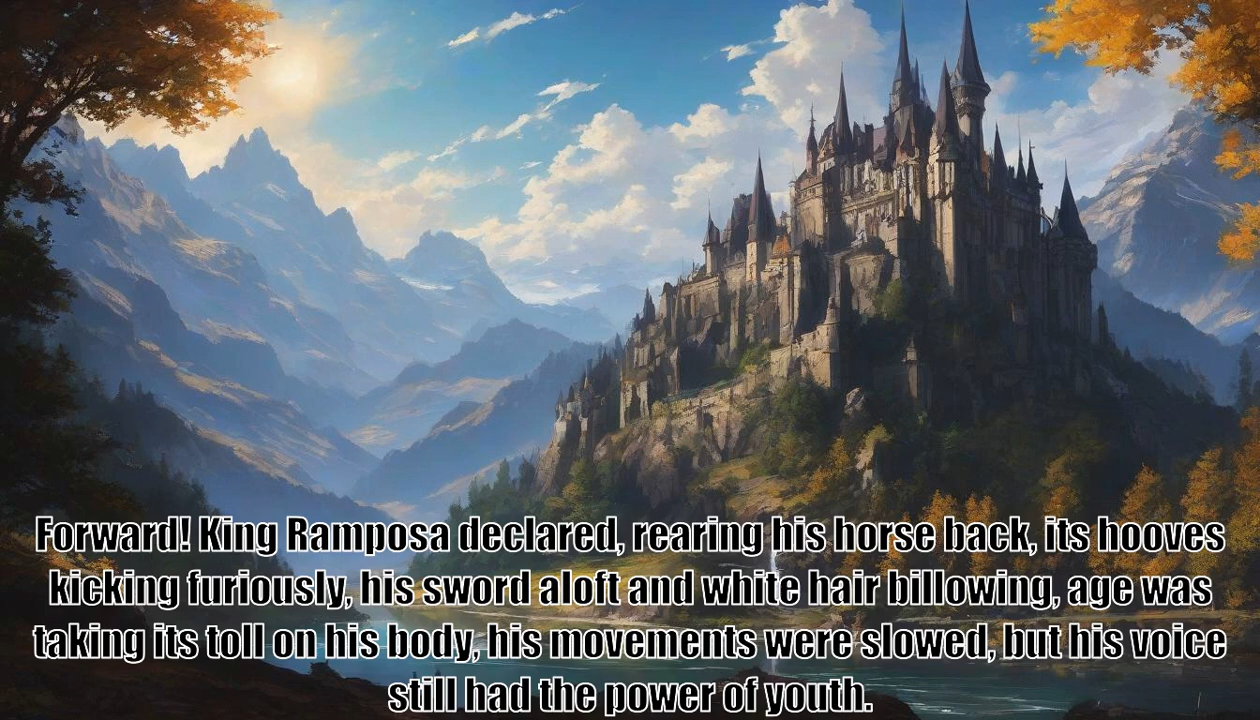 Forward! King Ramposa declared, rearing his horse back, its hooves
kicking furiously, his sword aloft and white hair billowing, age was
taking its toll on his body, his movements were slowed, but his voice
still had the power of youth.